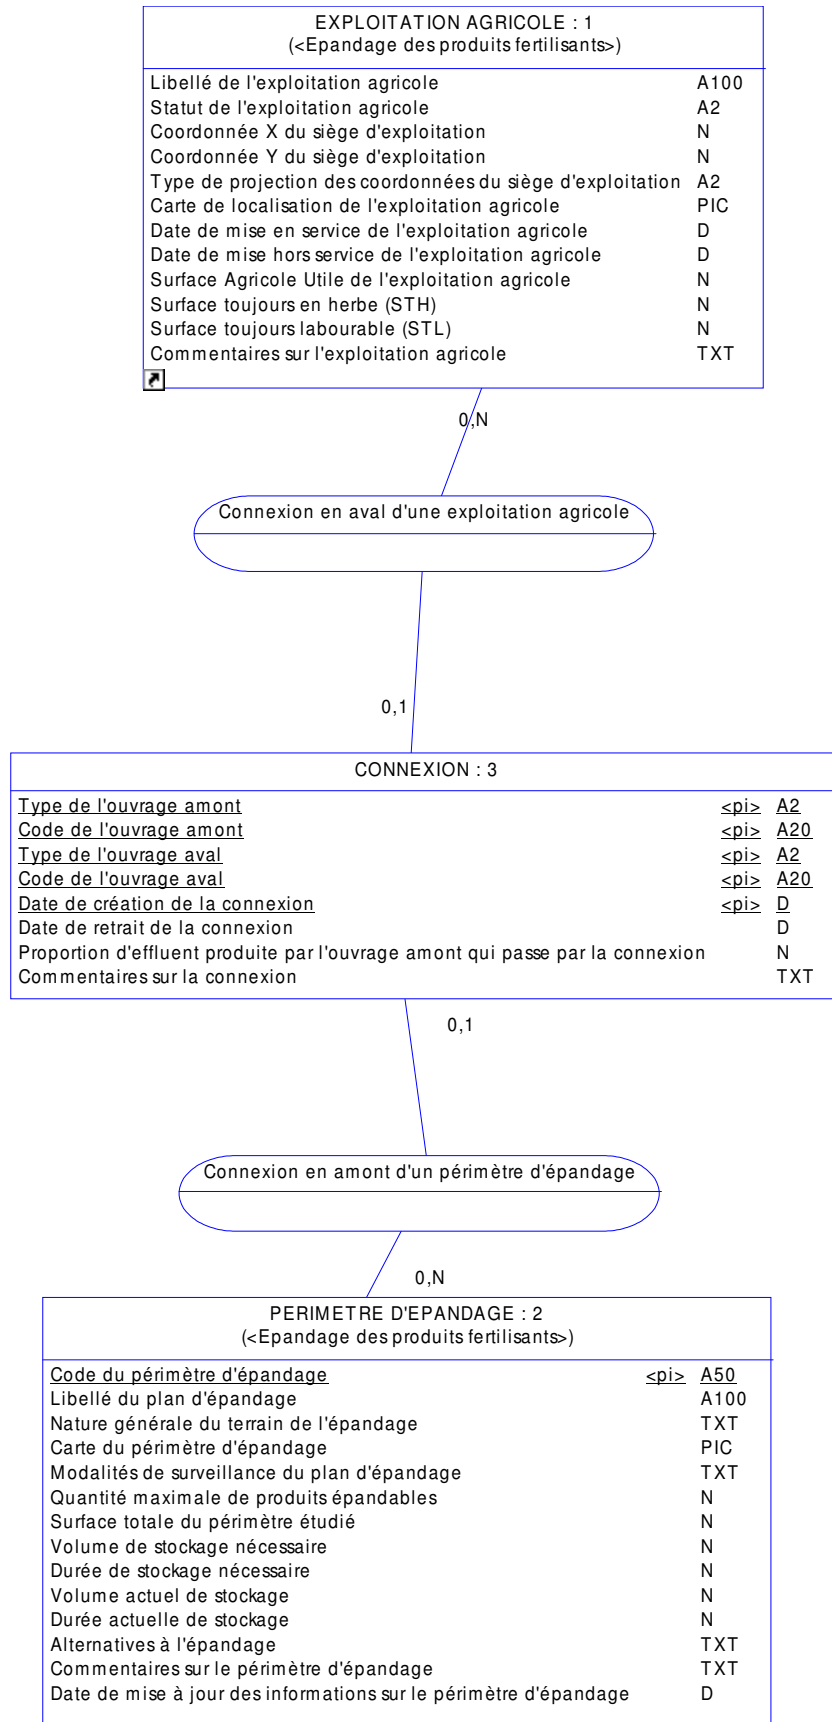 EXPLOITATION AGRICOLE : 1
(<Epandage des produits fertilisants>)
Libellé de l'exploitation agricole A100
Statut de l'exploitation agricole A2
Coordonnée X du siège d'exploitation N
Coordonnée Y du siège d'exploitation N
Type de projection des coordonnées du siège d'exploitation A2
Carte de localisation de l'exploitation agricole PIC
Date de mise en service de l'exploitation agricole D
Date de mise hors service de l'exploitation agricole D
Surface Agricole Utile de l'exploitation agricole N
Surface toujours en herbe (STH) N
Surface toujours labourable (STL) N
Commentaires sur l'exploitation agricole TXT
0,N
Connexion en aval d'une exploitation agricole
0,1
CONNEXION : 3
Type de l'ouvrage amont <pi> A2
Code de l'ouvrage amont <pi> A20
Type de l'ouvrage aval <pi> A2
Code de l'ouvrage aval <pi> A20
Date de création de la connexion <pi> D
Date de retrait de la connexion D
Proportion d'effluent produite par l'ouvrage amont qui passe par la connexion N
Commentaires sur la connexion TXT
0,1
Connexion en amont d'un périmètre d'épandage
0,N
PERIMETRE D'EPANDAGE : 2
(<Epandage des produits fertilisants>)
Code du périmètre d'épandage <pi> A50
Libellé du plan d'épandage A100
Nature générale du terrain de l'épandage TXT
Carte du périmètre d'épandage PIC
Modalités de surveillance du plan d'épandage TXT
Quantité maximale de produits épandables N
Surface totale du périmètre étudié N
Volume de stockage nécessaire N
Durée de stockage nécessaire N
Volume actuel de stockage N
Durée actuelle de stockage N
Alternatives à l'épandage TXT
Commentaires sur le périmètre d'épandage TXT
Date de mise à jour des informations sur le périmètre d'épandage D